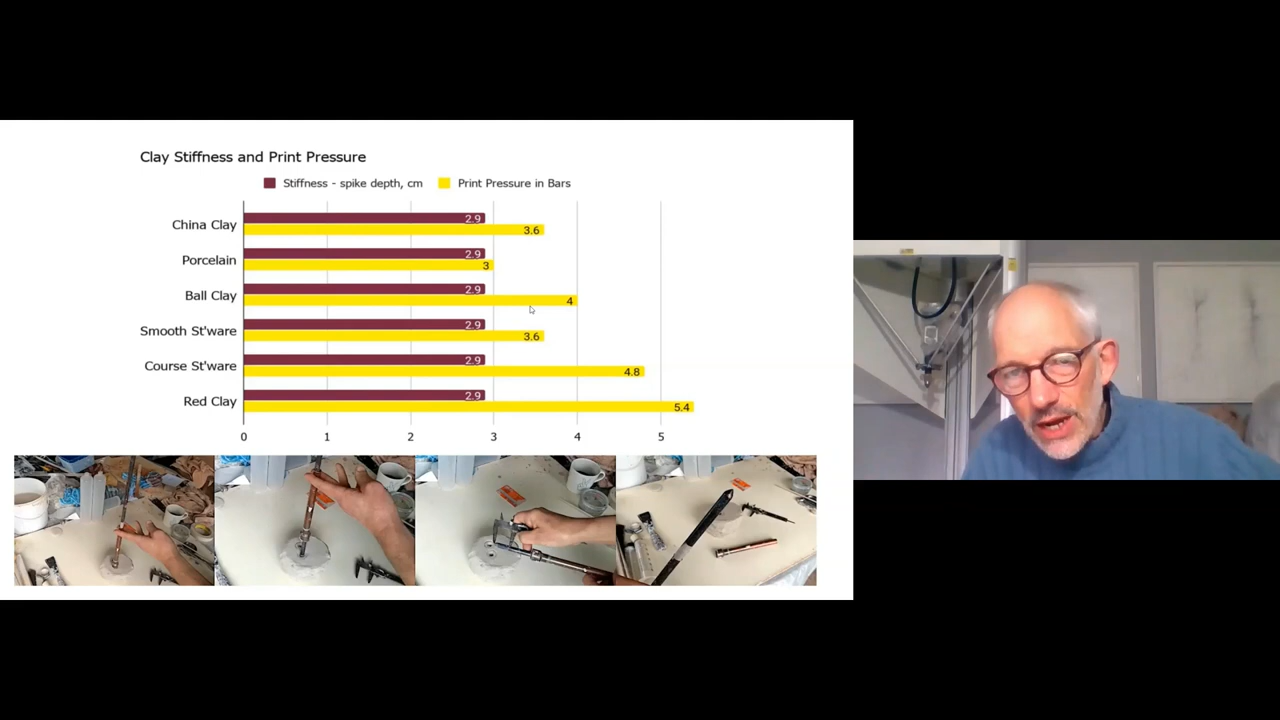 Clay Stiffness and Print Pressure
Stiffness - spike depth, cm Print Pressure in Bars
China Clay 2.9 3.6
Porcelain 2.9 3
Ball Clay 2.9 4
Smooth St'ware 2.9 3.6
Course St'ware 2.9 4.8
Red Clay 2.9 5.4
0 1 2 3 4 5